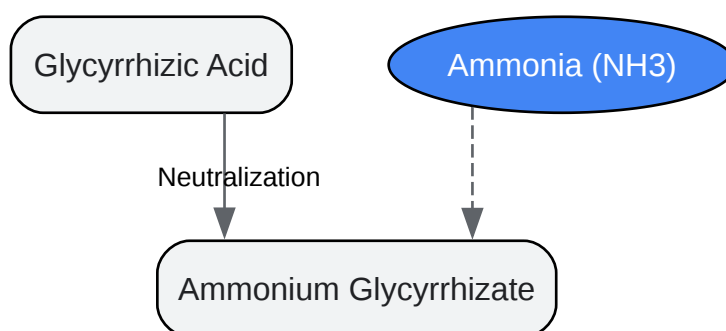 Glycyrrhizic Acid
Ammonia (NH3)
Neutralization
Ammonium Glycyrrhizate